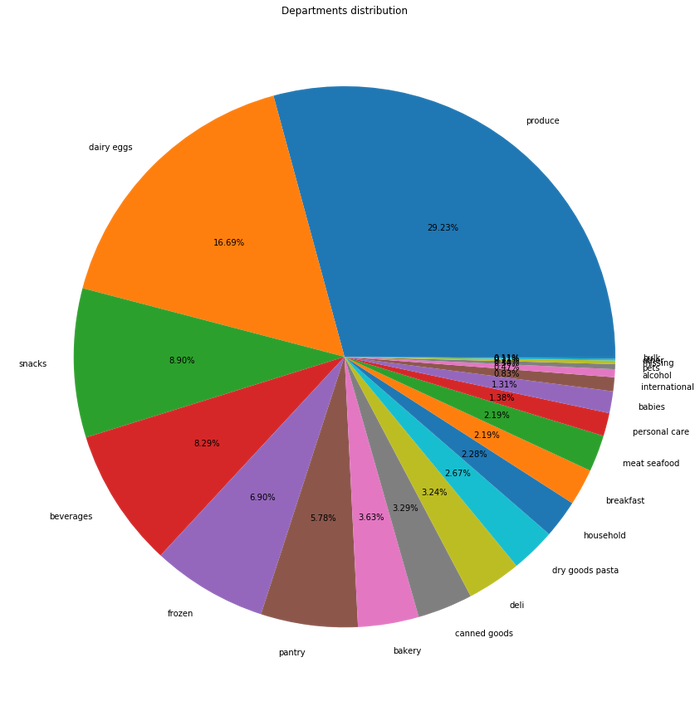 Departments distribution
produce
29.23%
dairy eggs
16.69%
snacks
8.90%
beverages
8.29%
frozen
6.90%
pantry
5.78%
bakery
3.63%
canned goods
3.29%
deli
3.24%
dry goods pasta
2.67%
household
2.28%
breakfast
2.19%
meat seafood
2.19%
personal care
1.38%
babies
1.31%
international
0.83%
alcohol
pets
bulk
0.11%